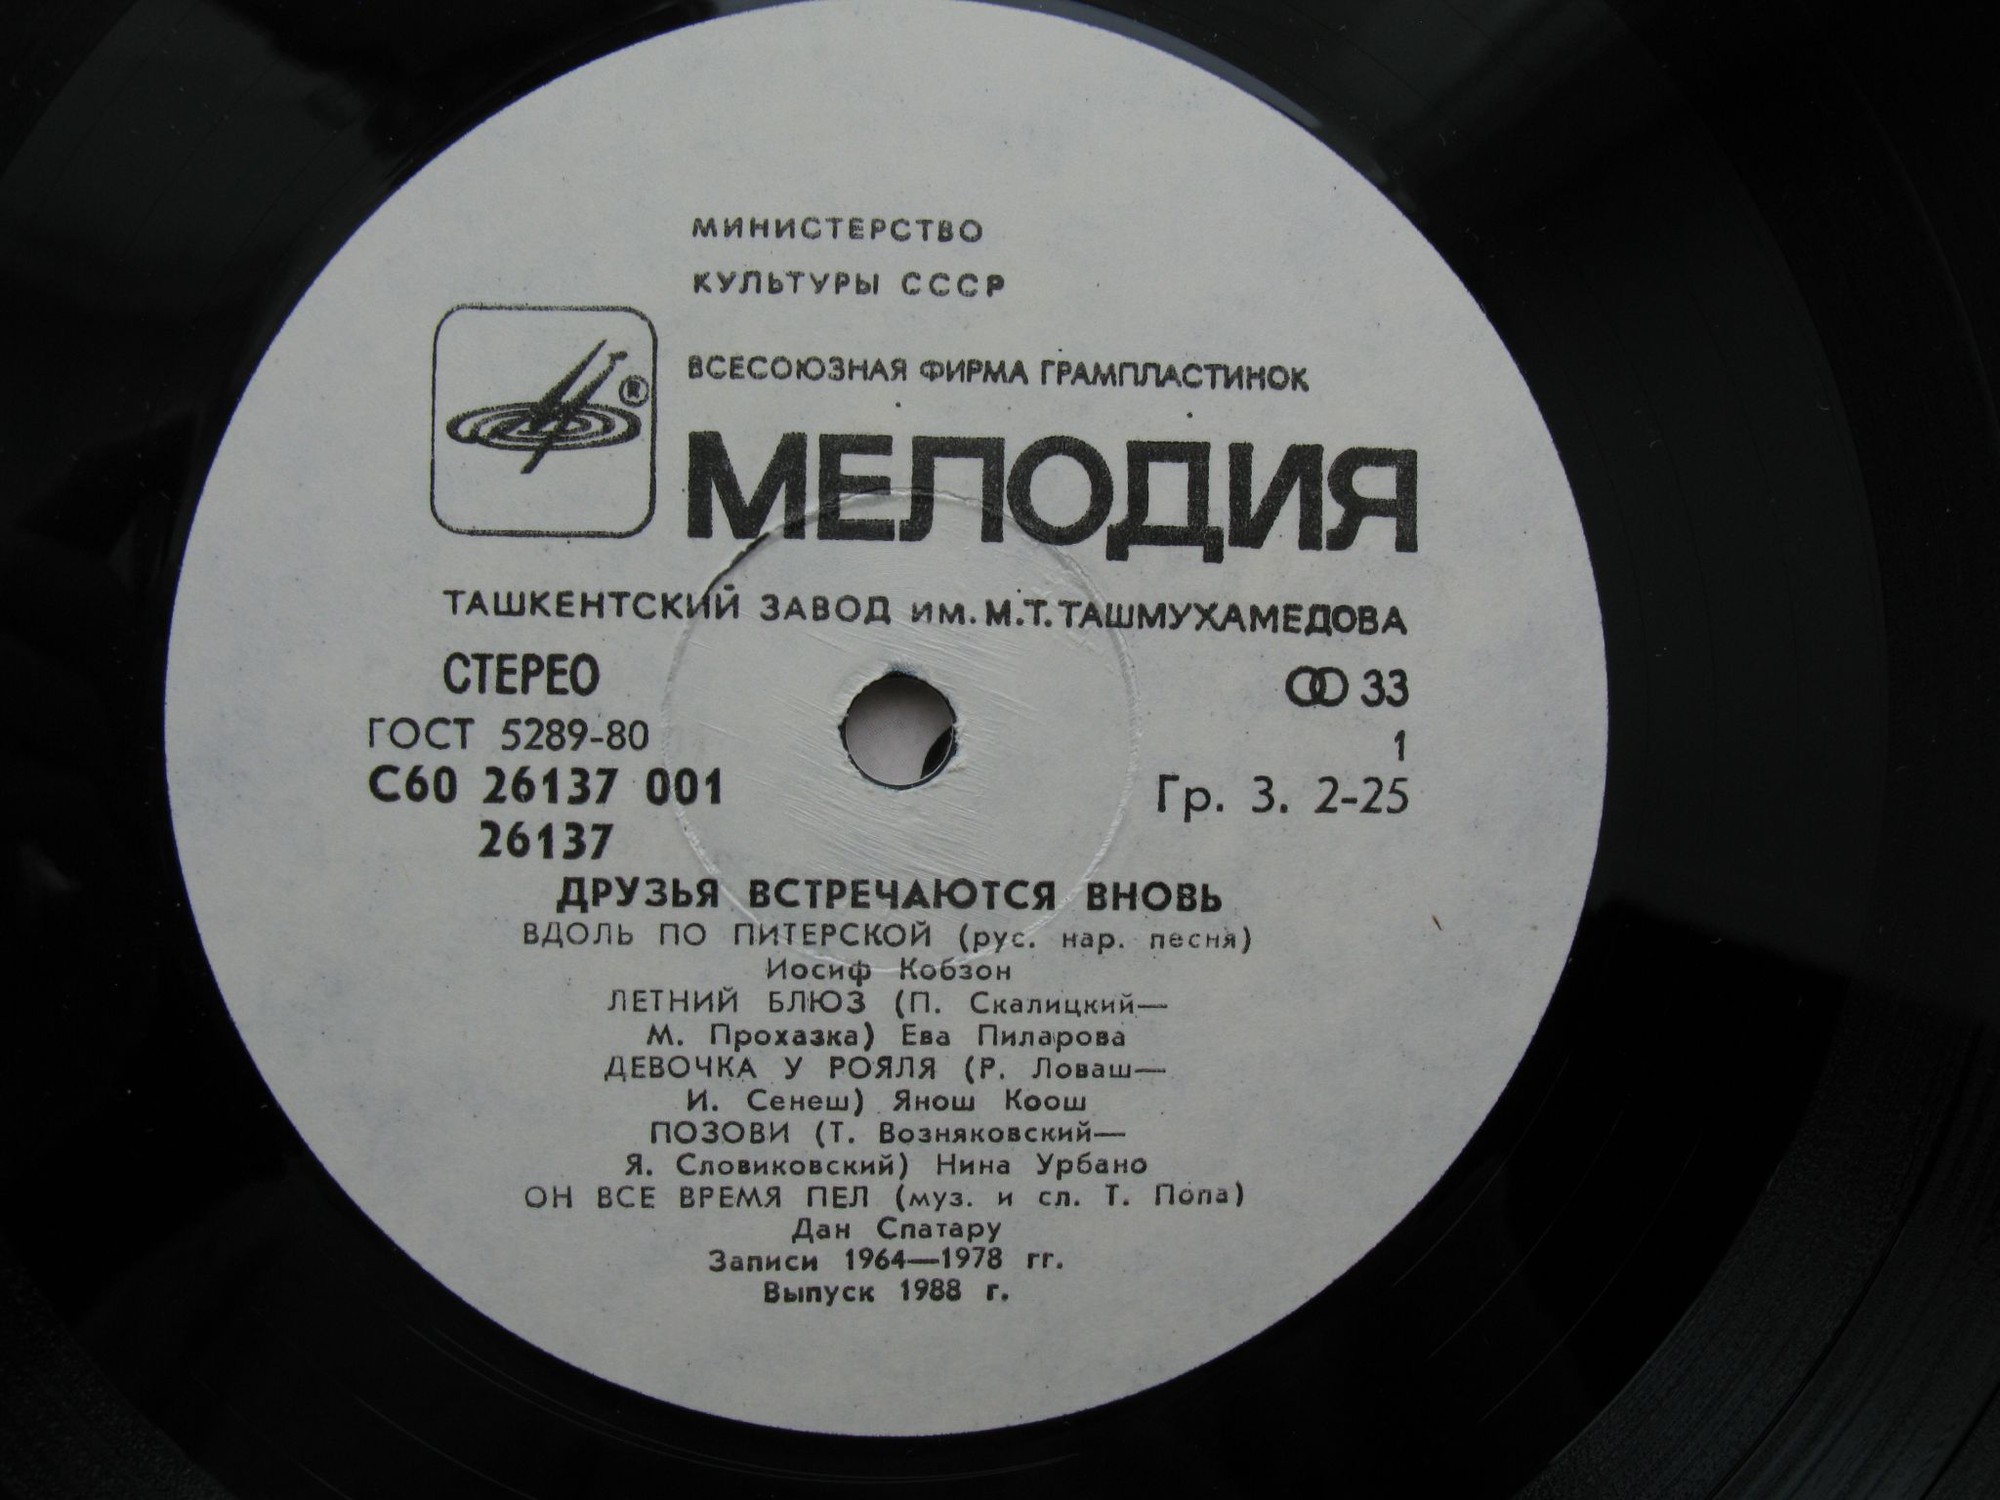 МИНИСТЕРСТВО
КУЛЬТУРЫ СССР
ВСЕСОЮЗНАЯ ФИРМА ГРАМПЛАСТИНОК
®
МЕЛОДИЯ
ТАШКЕНТСКИЙ ЗАВОД им. М.Т. ТАШМУХАМЕДОВА
СТЕРЕО
33
ГОСТ 5289-80
1
С60 26137 001
Гр. 3. 2-25
26137
ДРУЗЬЯ ВСТРЕЧАЮТСЯ ВНОВЬ
ВДОЛЬ ПО ПИТЕРСКОЙ (рус. нар. песня)
Иосиф Кобзон
ЛЕТНИЙ БЛЮЗ (П. Скалицкий—
М. Прохазка) Ева Пиларова
ДЕВОЧКА У РОЯЛЯ (Р. Ловаш—
И. Сенеш) Янош Коош
ПОЗОВИ (Т. Возняковский—
Я. Словиковский) Нина Урбано
ОН ВСЕ ВРЕМЯ ПЕЛ (муз. и сл. Т. Попа)
Дан Спатару
Записи 1964—1978 гг.
Выпуск 1988 г.